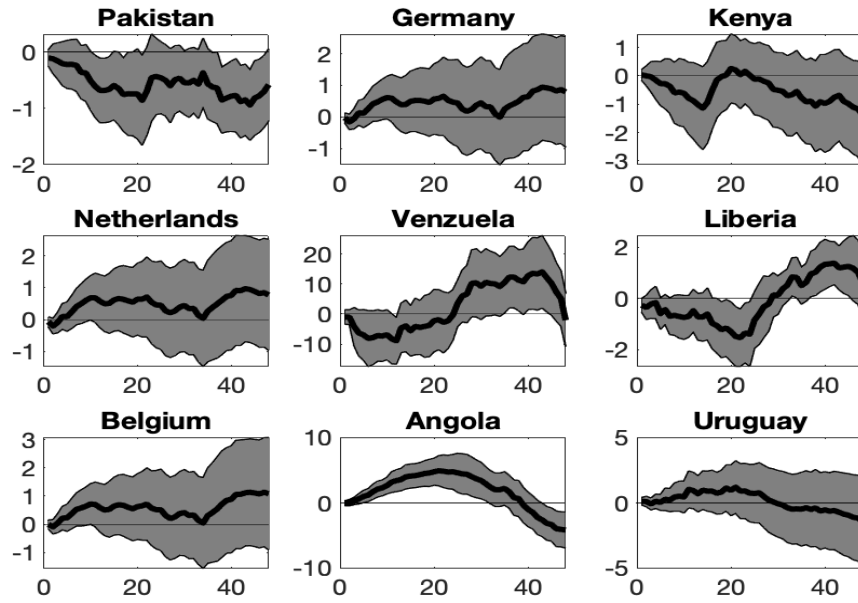 Pakistan Germany Kenya
0 -1 -2 0 20 40
2 1 0 -1 0 20 40
1 0 -1 -2 -3 0 20 40
Netherlands Venzuela Liberia
2 1 0 -1 0 20 40
20 10 0 -10 0 20 40
2 0 -2 0 20 40
Belgium Angola Uruguay
3 2 1 0 -1 0 20 40
10 0 -10 0 20 40
5 0 -5 0 20 40